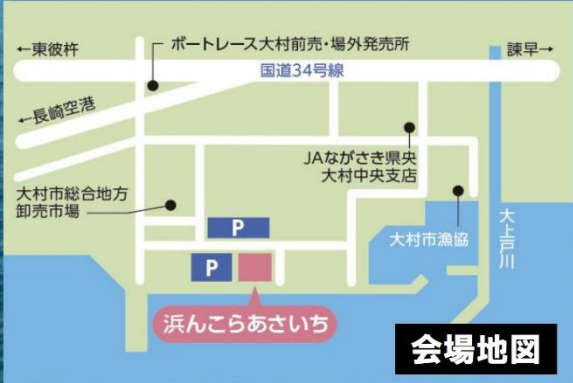 ←東彼杵
ボートレース大村前売・場外発売所
諫早→
国道34号線
←長崎空港
JAながさき県央
大村中央支店
大村市総合地方
卸売市場
P
大村市漁協
大上戸川
P
浜んこらあさいち
会場地図